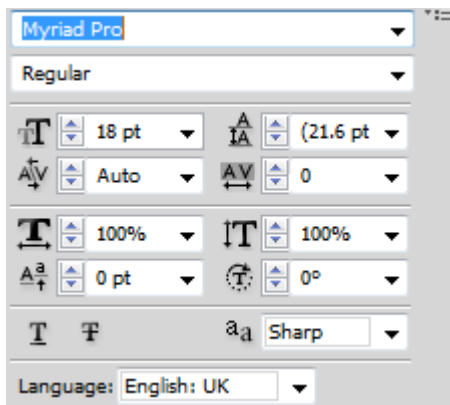 Myriad Pro
Regular
18 pt (21.6 pt
Auto 0
100% 100%
0 pt 0°
Sharp
Language: English: UK